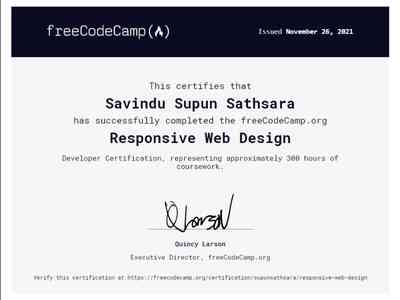 freeCodeCamp(🔥)
Issued November 26, 2021
This certifies that
Savindu Supun Sathsara
has successfully completed the freeCodeCamp.org
Responsive Web Design
Developer Certification, representing approximately 300 hours of
coursework.
Quincy Larson
Executive Director, freeCodeCamp.org
Verify this certification at https://freecodecamp.org/certification/supunsathsara/responsive-web-design